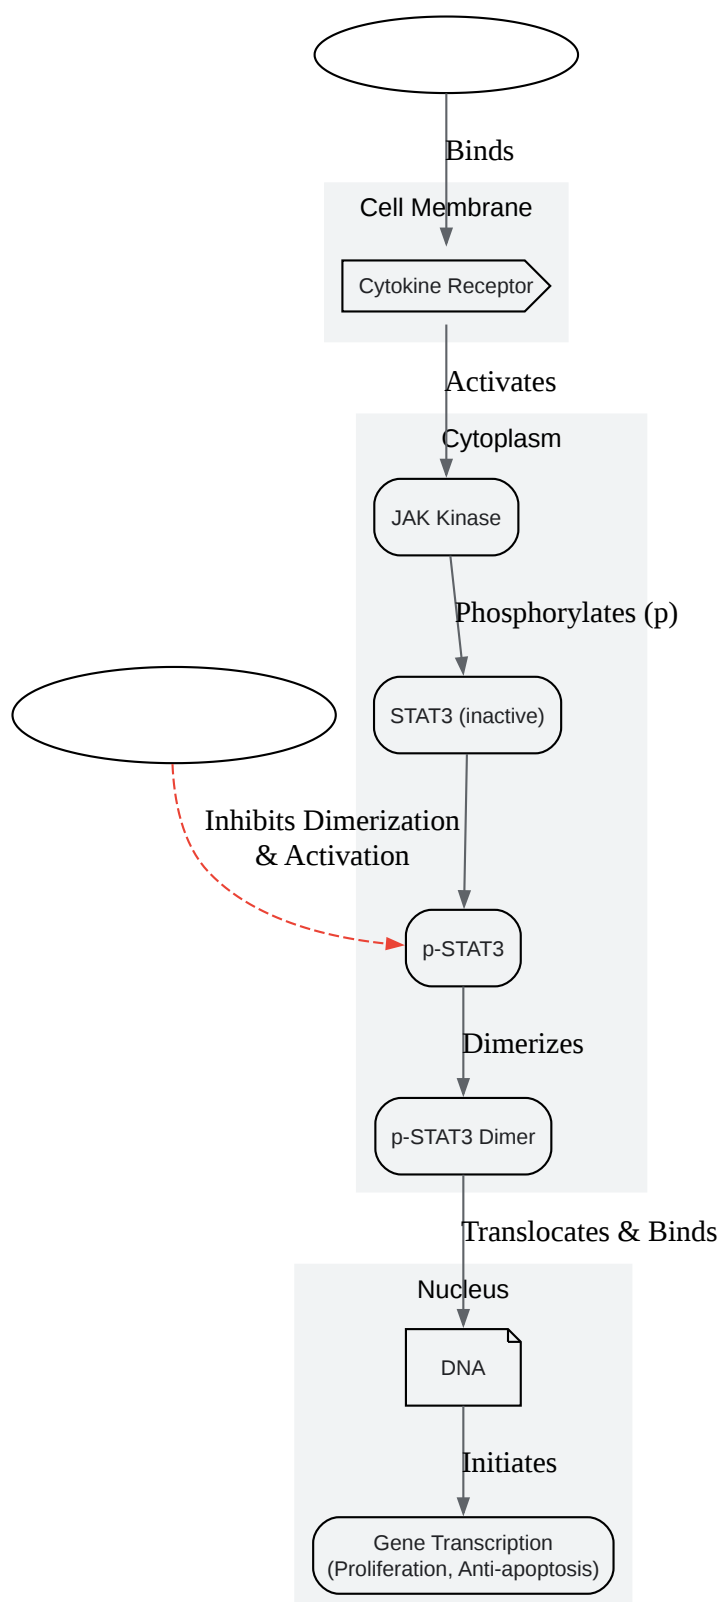 Binds
Cell Membrane
Cytokine Receptor
Activates
Cytoplasm
JAK Kinase
Phosphorylates (p)
STAT3 (inactive)
Inhibits Dimerization
& Activation
p-STAT3
Dimerizes
p-STAT3 Dimer
Translocates & Binds
Nucleus
DNA
Initiates
Gene Transcription
(Proliferation, Anti-apoptosis)